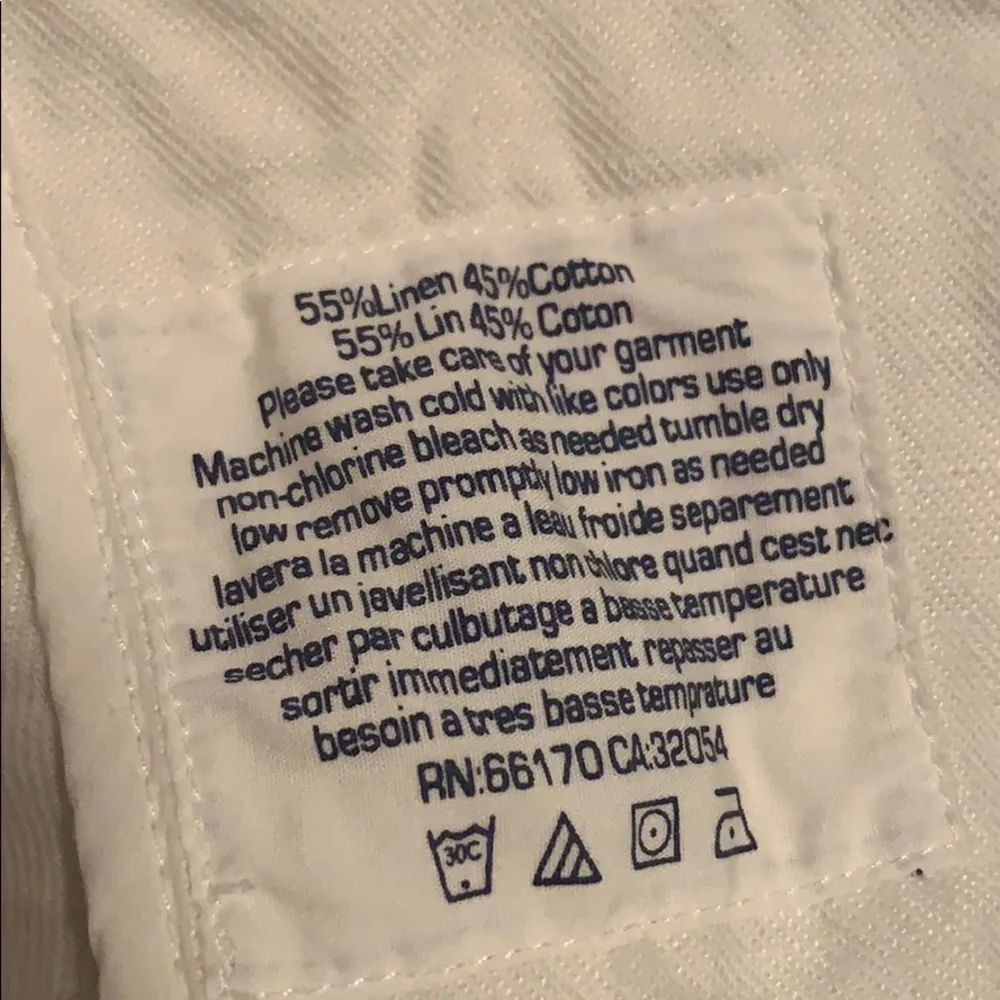 55%Linen 45%Cotton
55% Lin 45% Coton
Please take care of your garment
Machine wash cold with like colors use only
non-chlorine bleach as needed tumble dry
low remove promptly low iron as needed
lavera la machine a leau froide separement
utiliser un javellisant non chlore quand cest nec
secher par culbutage a basse temperature
sortir immediatement repasser au
besoin a tres basse temprature
RN:66170 CA:32054
30C